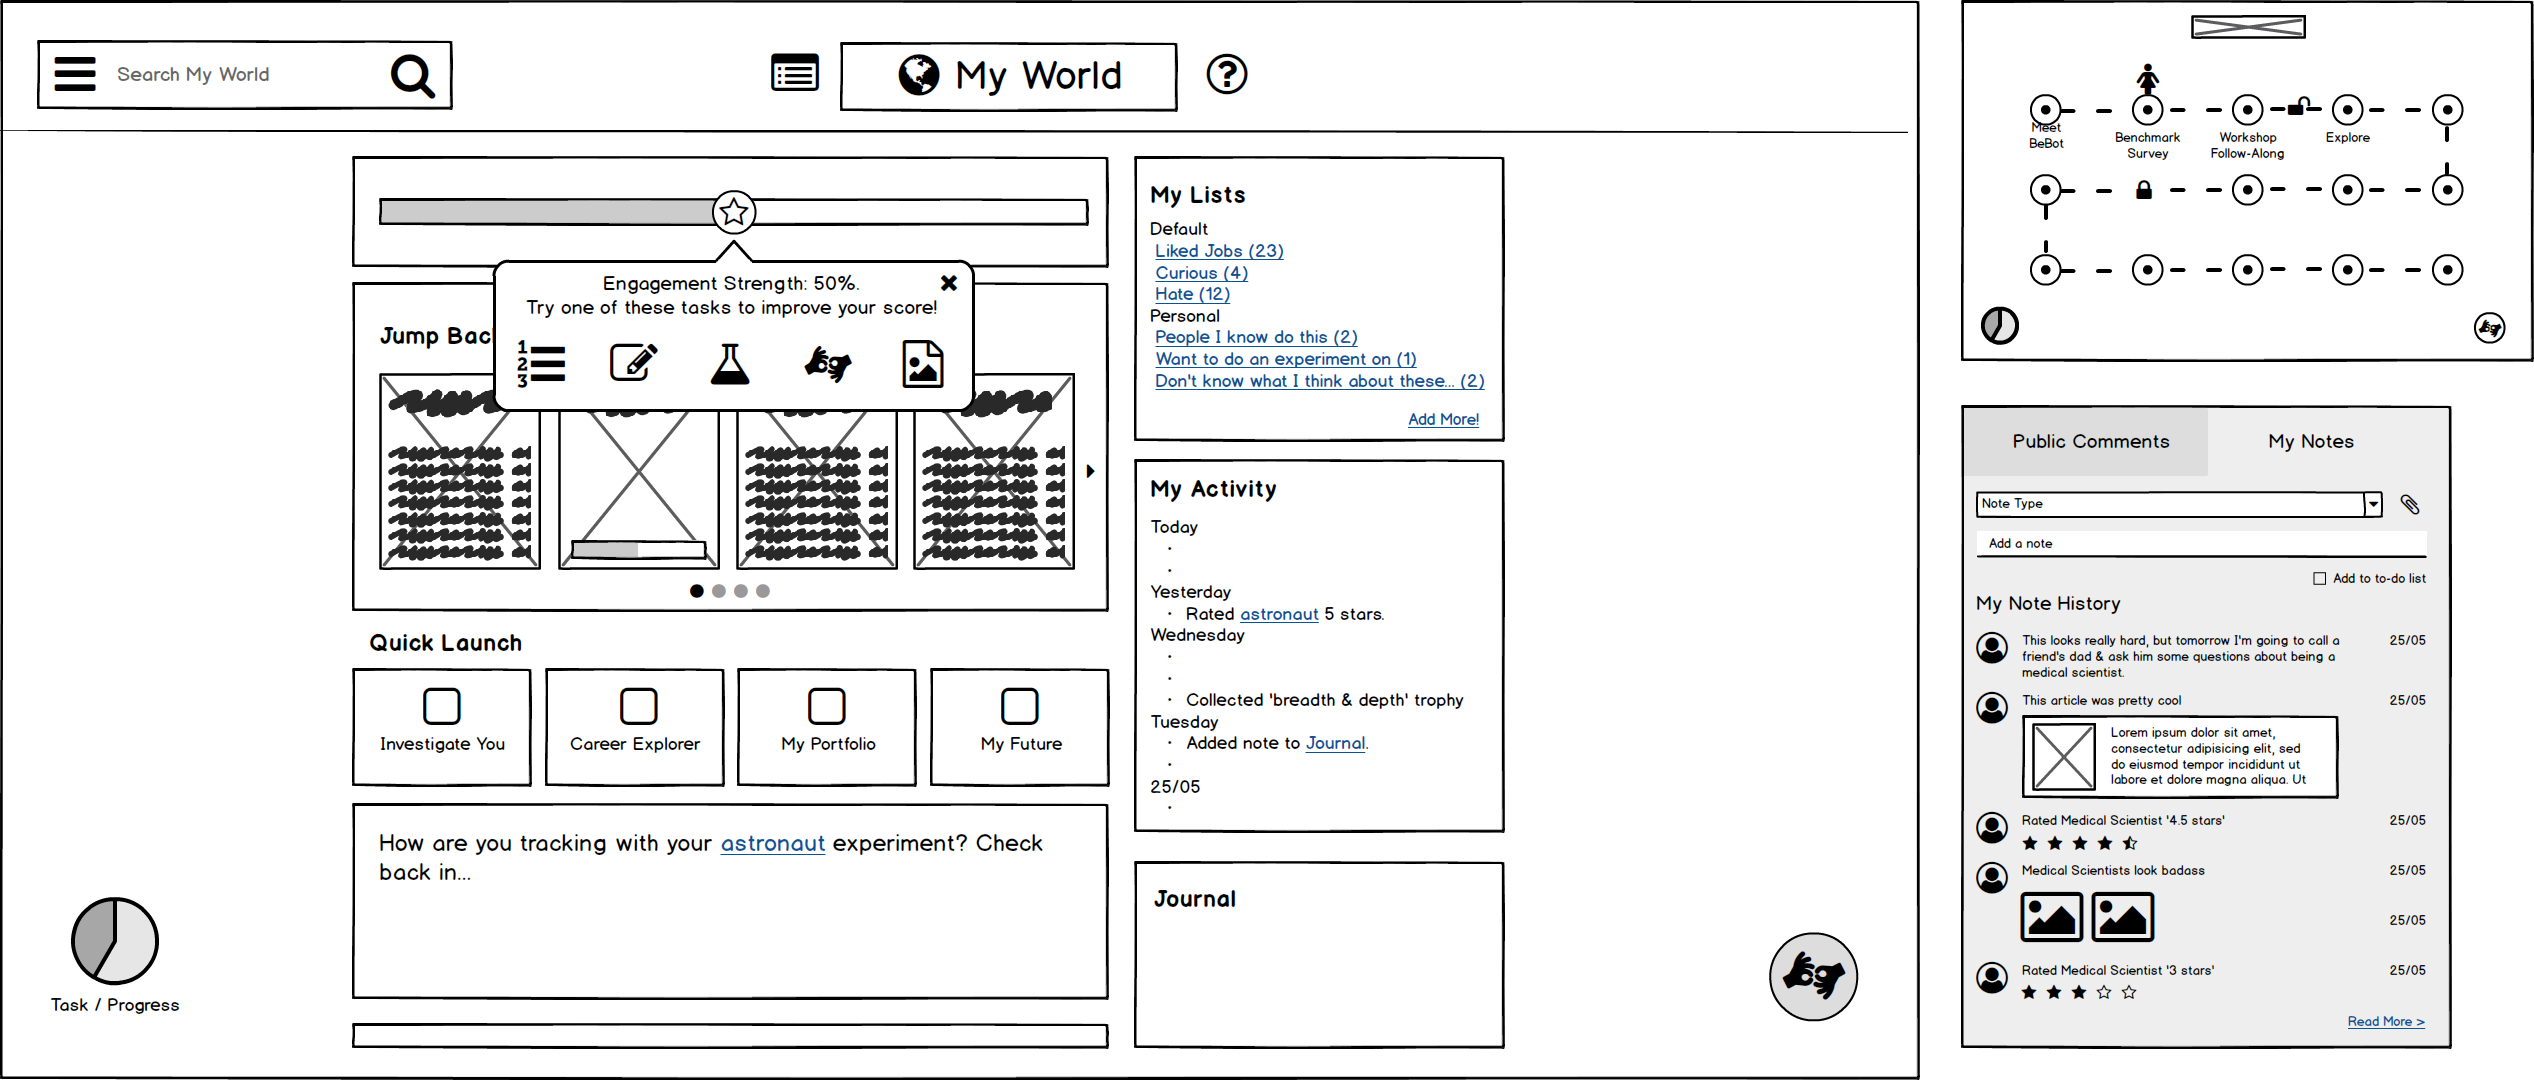 Search My World
My World
Engagement Strength: 50%.
Try one of these tasks to improve your score!
Jump Bac
1
2
3
Quick Launch
Investigate You
Career Explorer
My Portfolio
My Future
How are you tracking with your astronaut experiment? Check
back in...
Task / Progress
My Lists
Default
Liked Jobs (23)
Curious (4)
Hate (12)
Personal
People I know do this (2)
Want to do an experiment on (1)
Don't know what I think about these... (2)
Add More!
My Activity
Today
Yesterday
· Rated astronaut 5 stars.
Wednesday
· Collected 'breadth & depth' trophy
Tuesday
· Added note to Journal.
25/05
Journal
Meet
BeBot
Benchmark
Survey
Workshop
Follow-Along
Explore
Public Comments
My Notes
Note Type
Add a note
Add to to-do list
My Note History
This looks really hard, but tomorrow I'm going to call a
friend's dad & ask him some questions about being a
medical scientist.
25/05
This article was pretty cool
25/05
Lorem ipsum dolor sit amet,
consectetur adipisicing elit, sed
do eiusmod tempor incididunt ut
labore et dolore magna aliqua. Ut
Rated Medical Scientist '4.5 stars'
25/05
Medical Scientists look badass
25/05
25/05
Rated Medical Scientist '3 stars'
25/05
Read More >